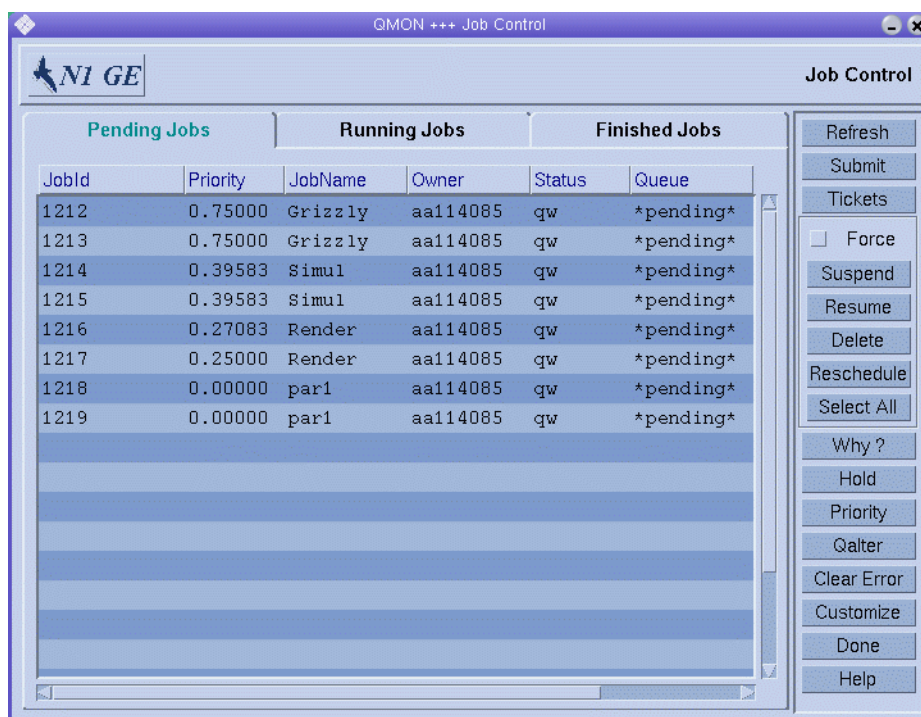 QMON +++ Job Control
N1 GE
Job Control
Pending Jobs Running Jobs Finished Jobs
JobId Priority JobName Owner Status Queue
1212 0.75000 Grizzly aa114085 qw *pending*
1213 0.75000 Grizzly aa114085 qw *pending*
1214 0.39583 Simul aa114085 qw *pending*
1215 0.39583 Simul aa114085 qw *pending*
1216 0.27083 Render aa114085 qw *pending*
1217 0.25000 Render aa114085 qw *pending*
1218 0.00000 par1 aa114085 qw *pending*
1219 0.00000 par1 aa114085 qw *pending*
Refresh
Submit
Tickets
Force
Suspend
Resume
Delete
Reschedule
Select All
Why ?
Hold
Priority
Qalter
Clear Error
Customize
Done
Help